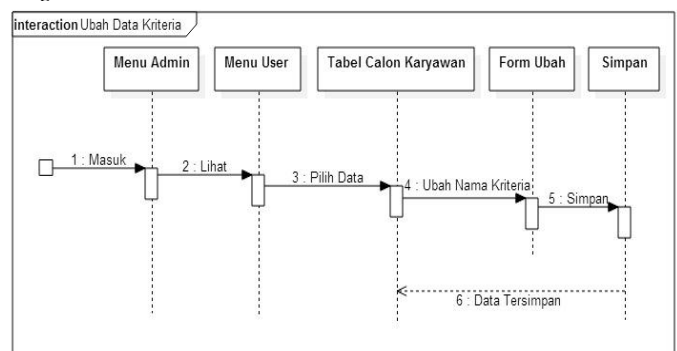 interaction Ubah Data Kriteria
Menu Admin
Menu User
Tabel Calon Karyawan
Form Ubah
Simpan
1 : Masuk
2 : Lihat
3 : Pilih Data
4 : Ubah Nama Kriteria
5 : Simpan
6 : Data Tersimpan